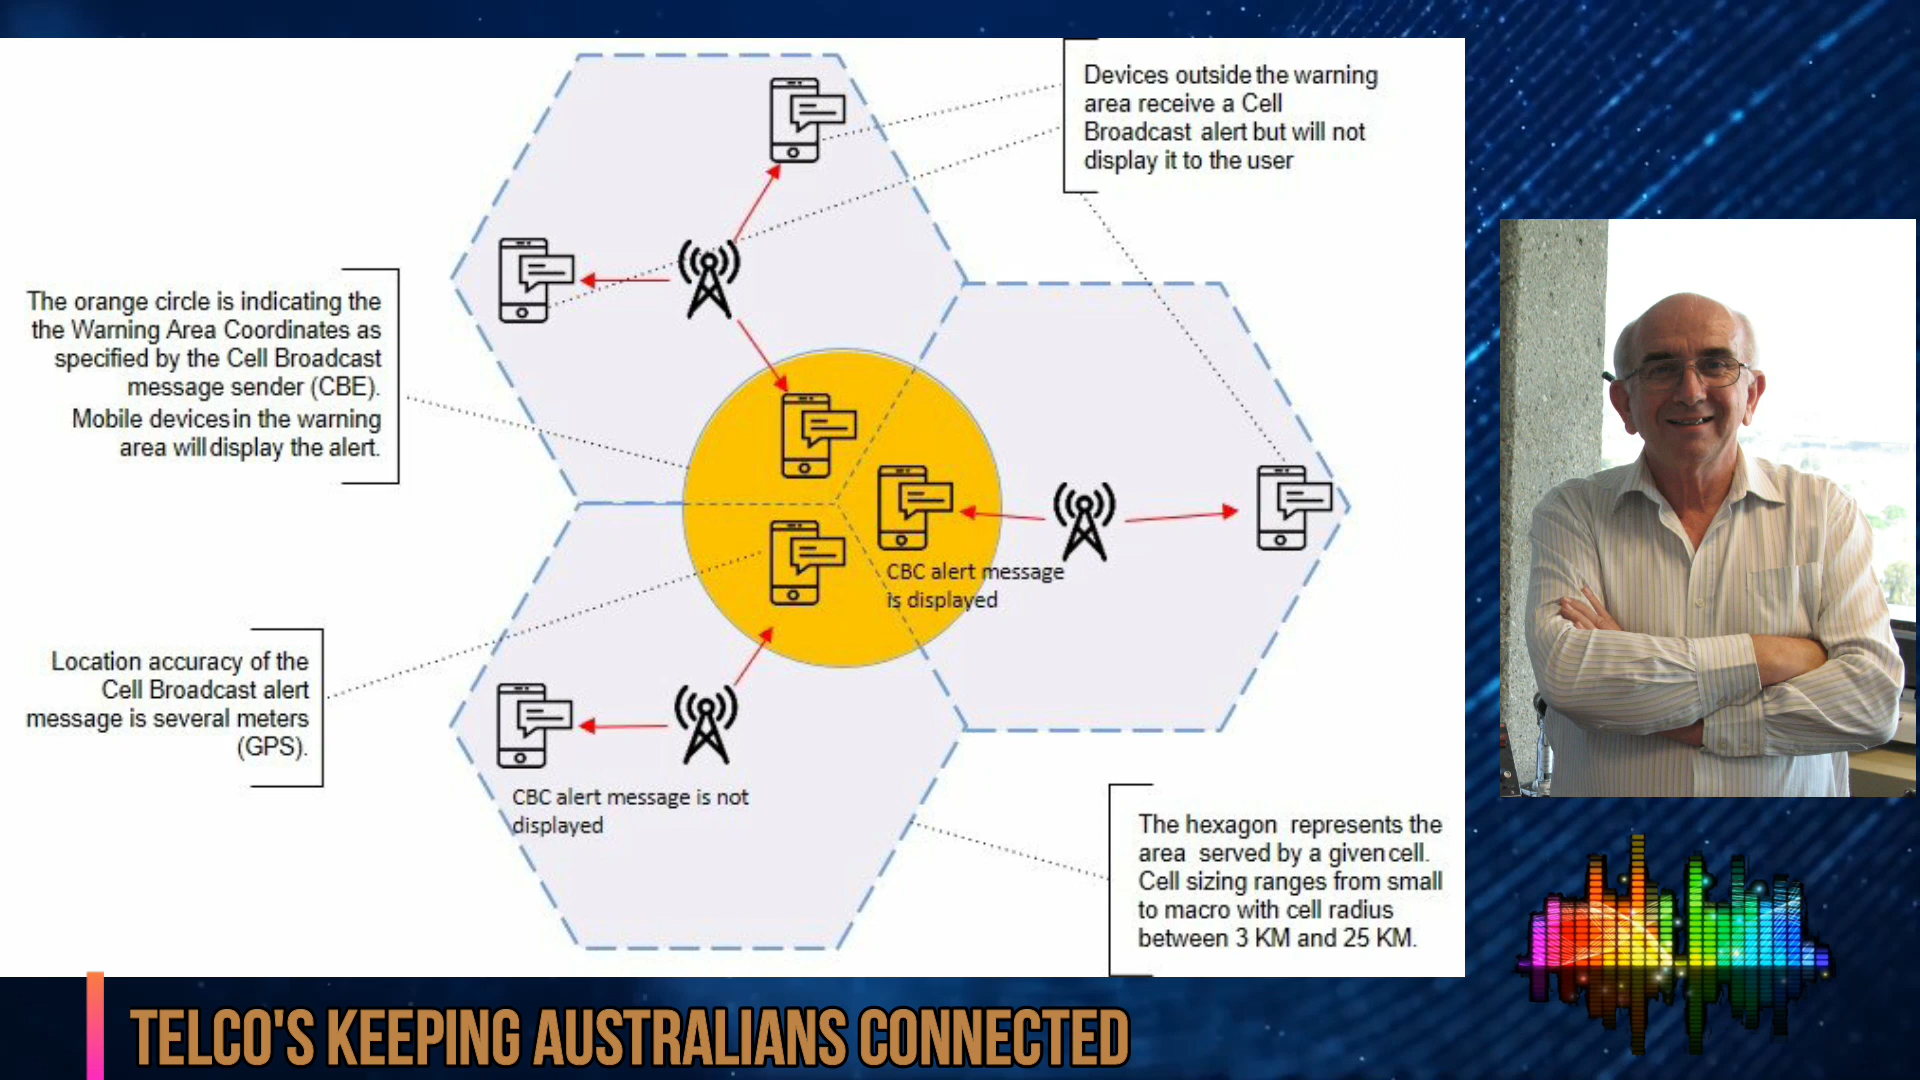 Devices outside the warning
area receive a Cell
Broadcast alert but will not
display it to the user
The orange circle is indicating the
the Warning Area Coordinates as
specified by the Cell Broadcast
message sender (CBE).
Mobile devices in the warning
area will display the alert.
CBC alert message
is displayed
Location accuracy of the
Cell Broadcast alert
message is several meters
(GPS).
CBC alert message is not
displayed
The hexagon represents the
area served by a given cell.
Cell sizing ranges from small
to macro with cell radius
between 3 KM and 25 KM.
TELCO'S KEEPING AUSTRALIANS CONNECTED